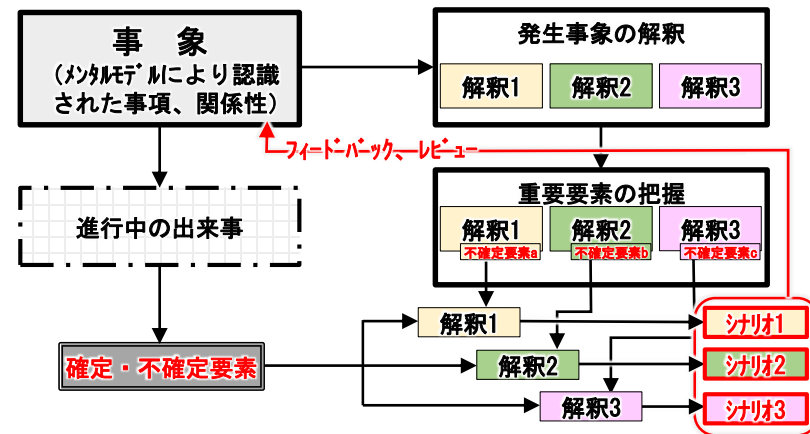 事　象
(ﾒﾝﾀﾙﾓﾃﾞﾙにより認識
された事項、関係性)
発生事象の解釈
解釈1
解釈2
解釈3
フィードバック、レビュー
進行中の出来事
重要要素の把握
解釈1
解釈2
解釈3
不確定要素a
不確定要素b
不確定要素c
解釈1
シナリオ1
確定・不確定要素
解釈2
シナリオ2
解釈3
シナリオ3